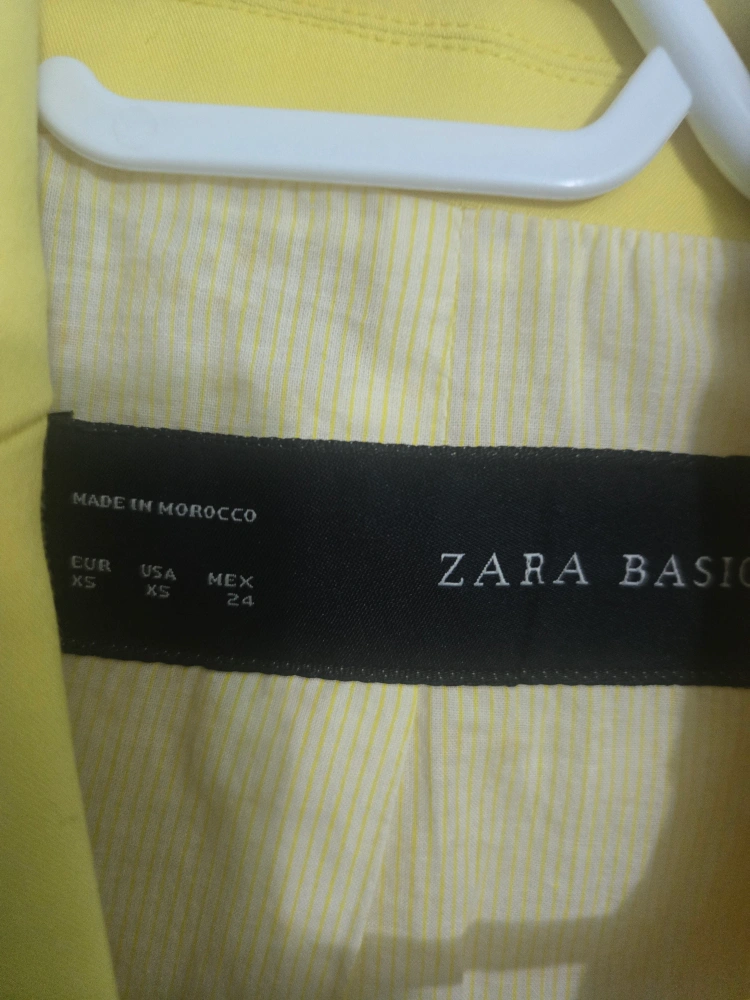 MADE IN MOROCCO
EUR USA MEX
XS XS 24
ZARA BASIC